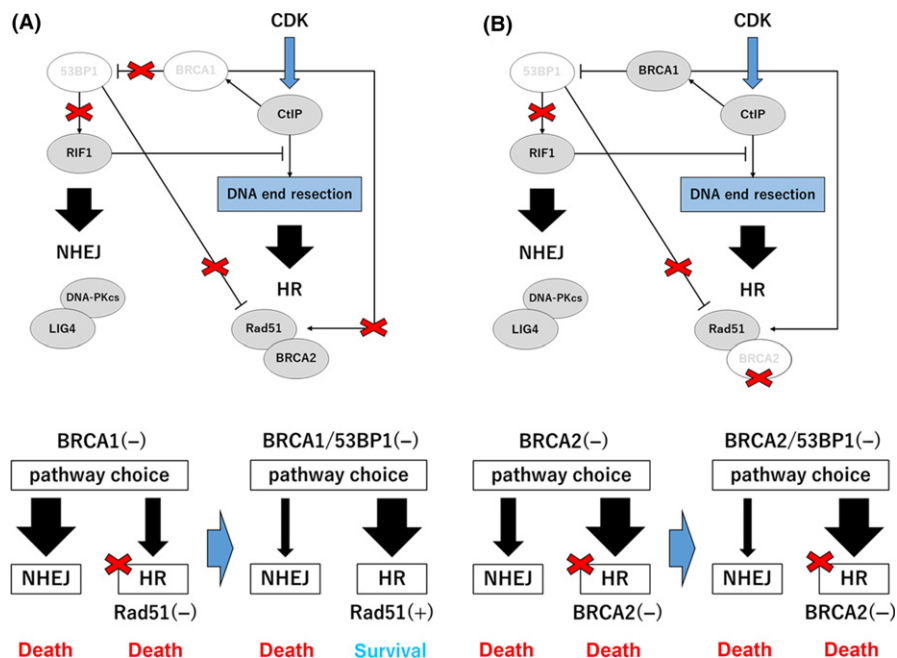 (A)
CDK
53BP1
BRCA1
CtIP
RIF1
DNA end resection
NHEJ
HR
DNA-PKcs
LIG4
Rad51
BRCA2
BRCA1(−)
pathway choice
NHEJ
HR
Rad51(−)
Death
Death
BRCA1/53BP1(−)
pathway choice
NHEJ
HR
Rad51(+)
Death
Survival
(B)
CDK
53BP1
BRCA1
CtIP
RIF1
DNA end resection
NHEJ
HR
DNA-PKcs
LIG4
Rad51
BRCA2
BRCA2(−)
pathway choice
NHEJ
HR
BRCA2(−)
Death
Death
BRCA2/53BP1(−)
pathway choice
NHEJ
HR
BRCA2(−)
Death
Death